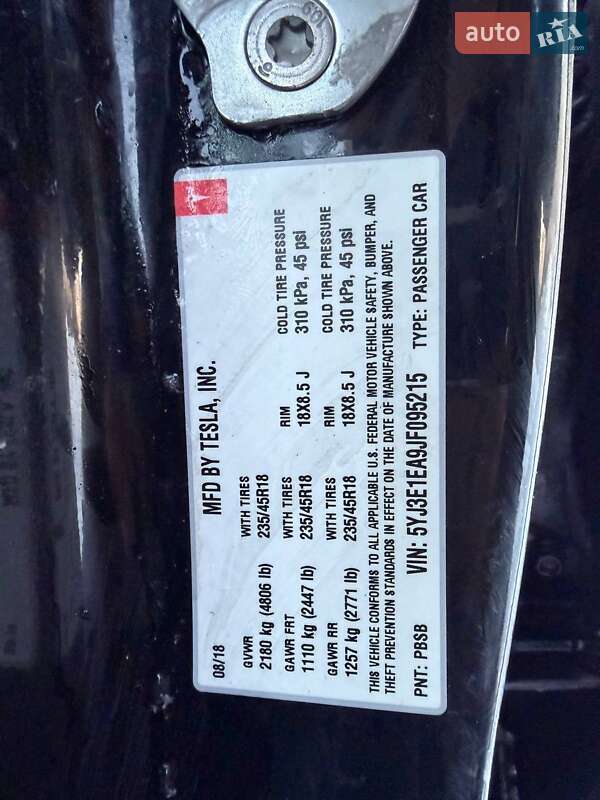 auto RIA.com
MFD BY TESLA, INC.
08/18
GVWR WITH TIRES RIM COLD TIRE PRESSURE
2180 kg (4806 lb) 235/45R18 18X8.5 J 310 kPa, 45 psi
GAWR FRT WITH TIRES RIM COLD TIRE PRESSURE
1110 kg (2447 lb) 235/45R18 18X8.5 J 310 kPa, 45 psi
GAWR RR WITH TIRES
1257 kg (2771 lb) 235/45R18
THIS VEHICLE CONFORMS TO ALL APPLICABLE U.S. FEDERAL MOTOR VEHICLE SAFETY, BUMPER, AND
THEFT PREVENTION STANDARDS IN EFFECT ON THE DATE OF MANUFACTURE SHOWN ABOVE.
PNT: PBSB VIN: 5YJ3E1EA9JF095215 TYPE: PASSENGER CAR